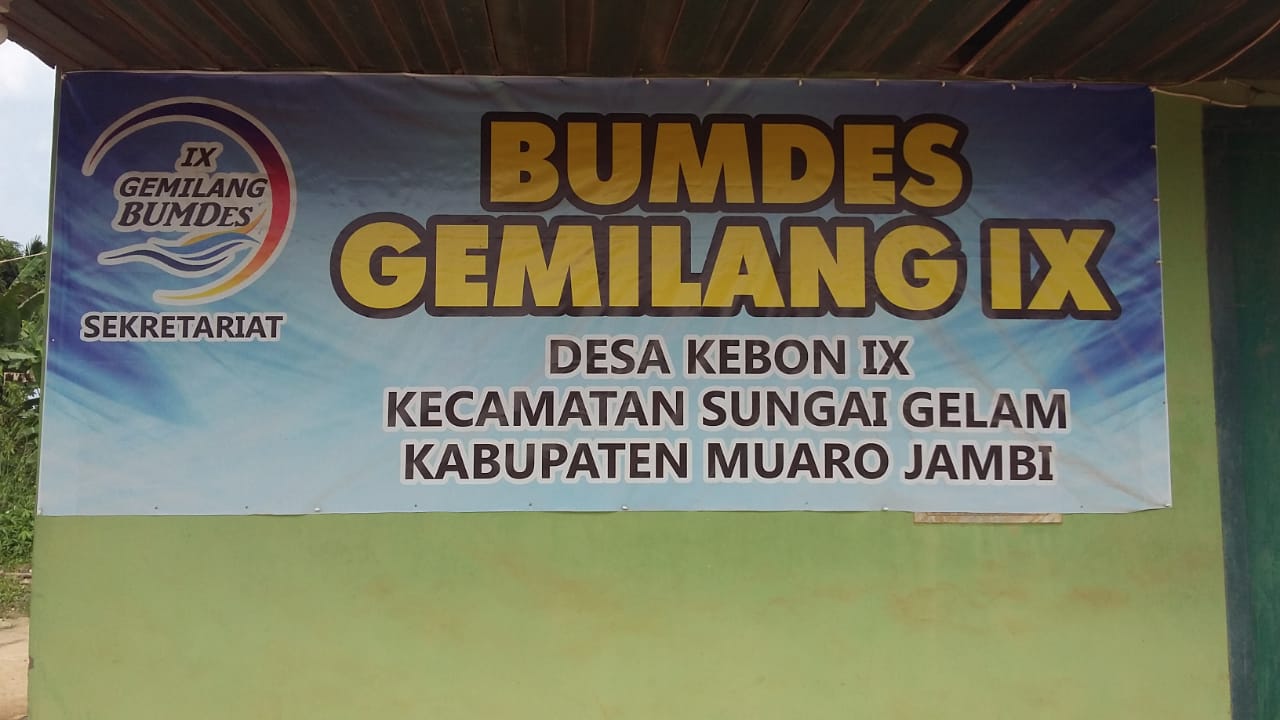 IX
GEMILANG
BUMDES
SEKRETARIAT
BUMDES
GEMILANG IX
DESA KEBON IX
KECAMATAN SUNGAI GELAM
KABUPATEN MUARO JAMBI